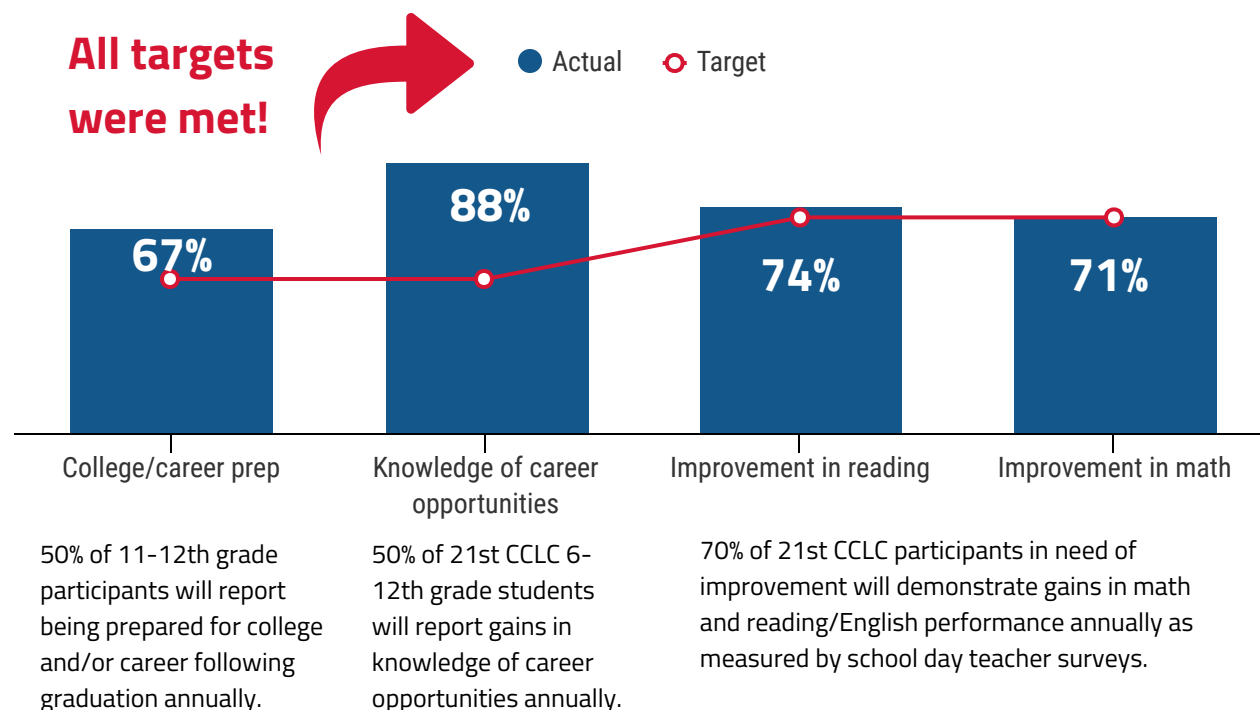 All targets
were met!
Actual
Target
67%
88%
74%
71%
College/career prep
Knowledge of career
opportunities
Improvement in reading
Improvement in math
50% of 11-12th grade
participants will report
being prepared for college
and/or career following
graduation annually.
50% of 21st CCLC 6-
12th grade students
will report gains in
knowledge of career
opportunities annually.
70% of 21st CCLC participants in need of
improvement will demonstrate gains in math
and reading/English performance annually as
measured by school day teacher surveys.